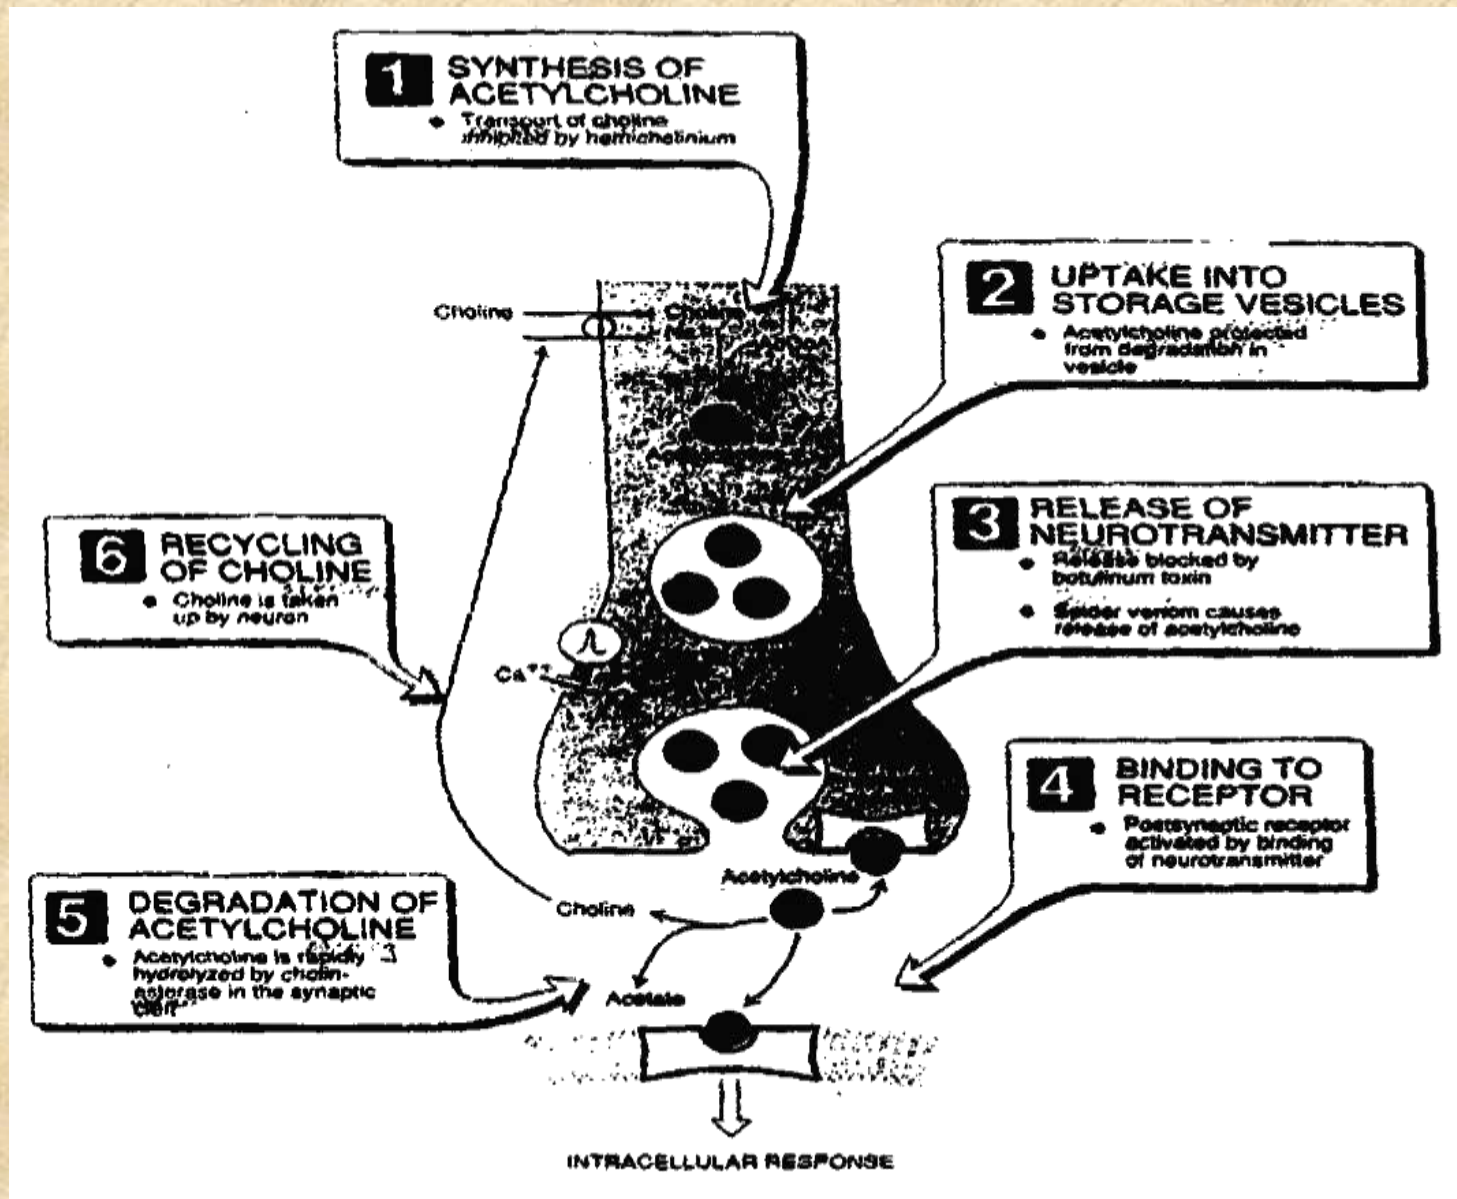 1 SYNTHESIS OF
ACETYLCHOLINE
• Transport of choline
inhibited by hemicholinium
2 UPTAKE INTO
STORAGE VESICLES
• Acetylcholine protected
from degradation in
vesicle
Choline
Choline
3 RELEASE OF
NEUROTRANSMITTER
• Release blocked by
botulinum toxin
• Spider venom causes
release of acetylcholine
6 RECYCLING
OF CHOLINE
• Choline is taken
up by neuron
Ca++
4 BINDING TO
RECEPTOR
• Postsynaptic receptor
activated by binding
of neurotransmitter
Acetylcholine
5 DEGRADATION OF
ACETYLCHOLINE
• Acetylcholine is rapidly
hydrolyzed by cholin-
esterase in the synaptic
cleft
Choline
Acetate
INTRACELLULAR RESPONSE